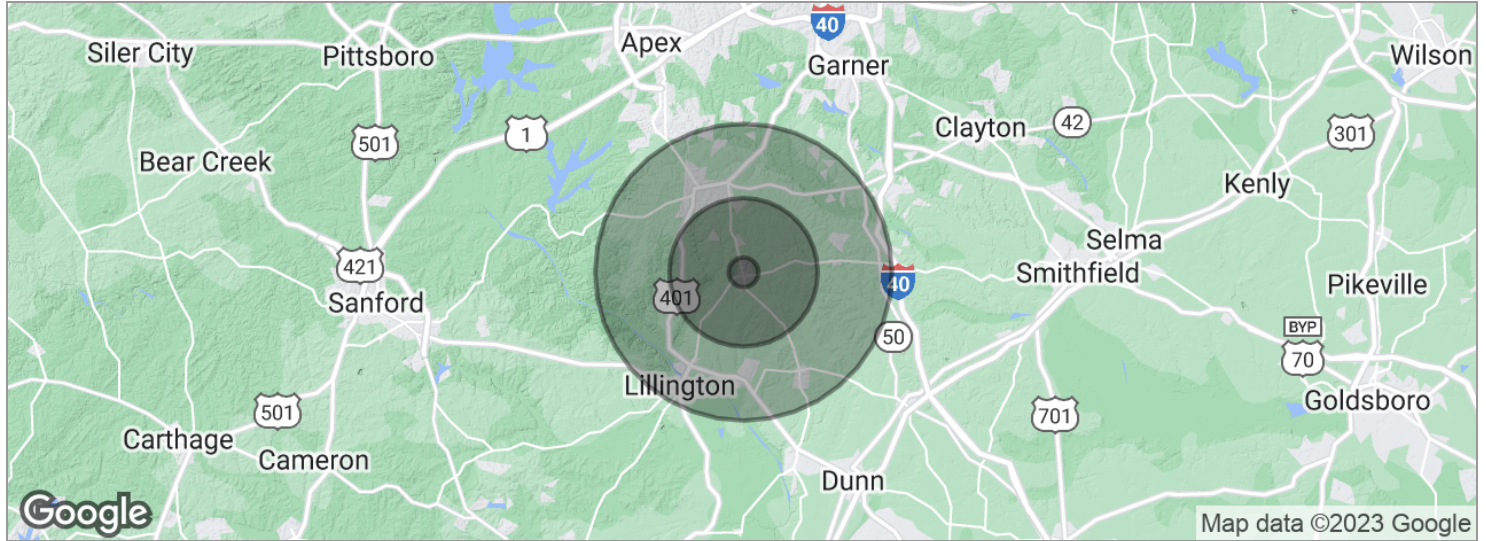 40
Siler City
Pittsboro
Apex
Garner
Wilson
501
1
Clayton
42
301
Bear Creek
Kenly
421
Sanford
401
40
Selma
Smithfield
Pikeville
50
BYP
70
Lillington
501
701
Goldsboro
Carthage
Cameron
Dunn
Google
Map data ©2023 Google